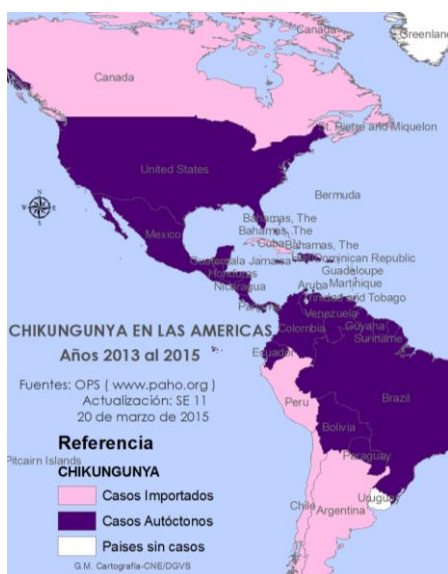 Canada
Greenland
Canada
St. Pietre and Miquelon
United States
Bermuda
N
W
E
S
Bahamas, The
Bahamas, The
Mexico
Cuba
Bahamas, The
Guatemala
Jamaica
Dominican Republic
Honduras
Guadeloupe
Nicaragua
Aruba
Martinique
Trinidad and Tobago
Venezuela
CHIKUNGUNYA EN LAS AMERICAS
Colombia
Guyana
Suriname
Años 2013 al 2015
Ecuador
Fuentes: OPS ( www.paho.org )
Peru
Brazil
Actualización: SE 11
20 de marzo de 2015
Bolivia
Referencia
Paraguay
Pitcairn Islands
CHIKUNGUNYA
Casos Importados
Uruguay
Chile
Argentina
Casos Autóctonos
Paises sin casos
G.M. Cartografía-CNE/DGVS